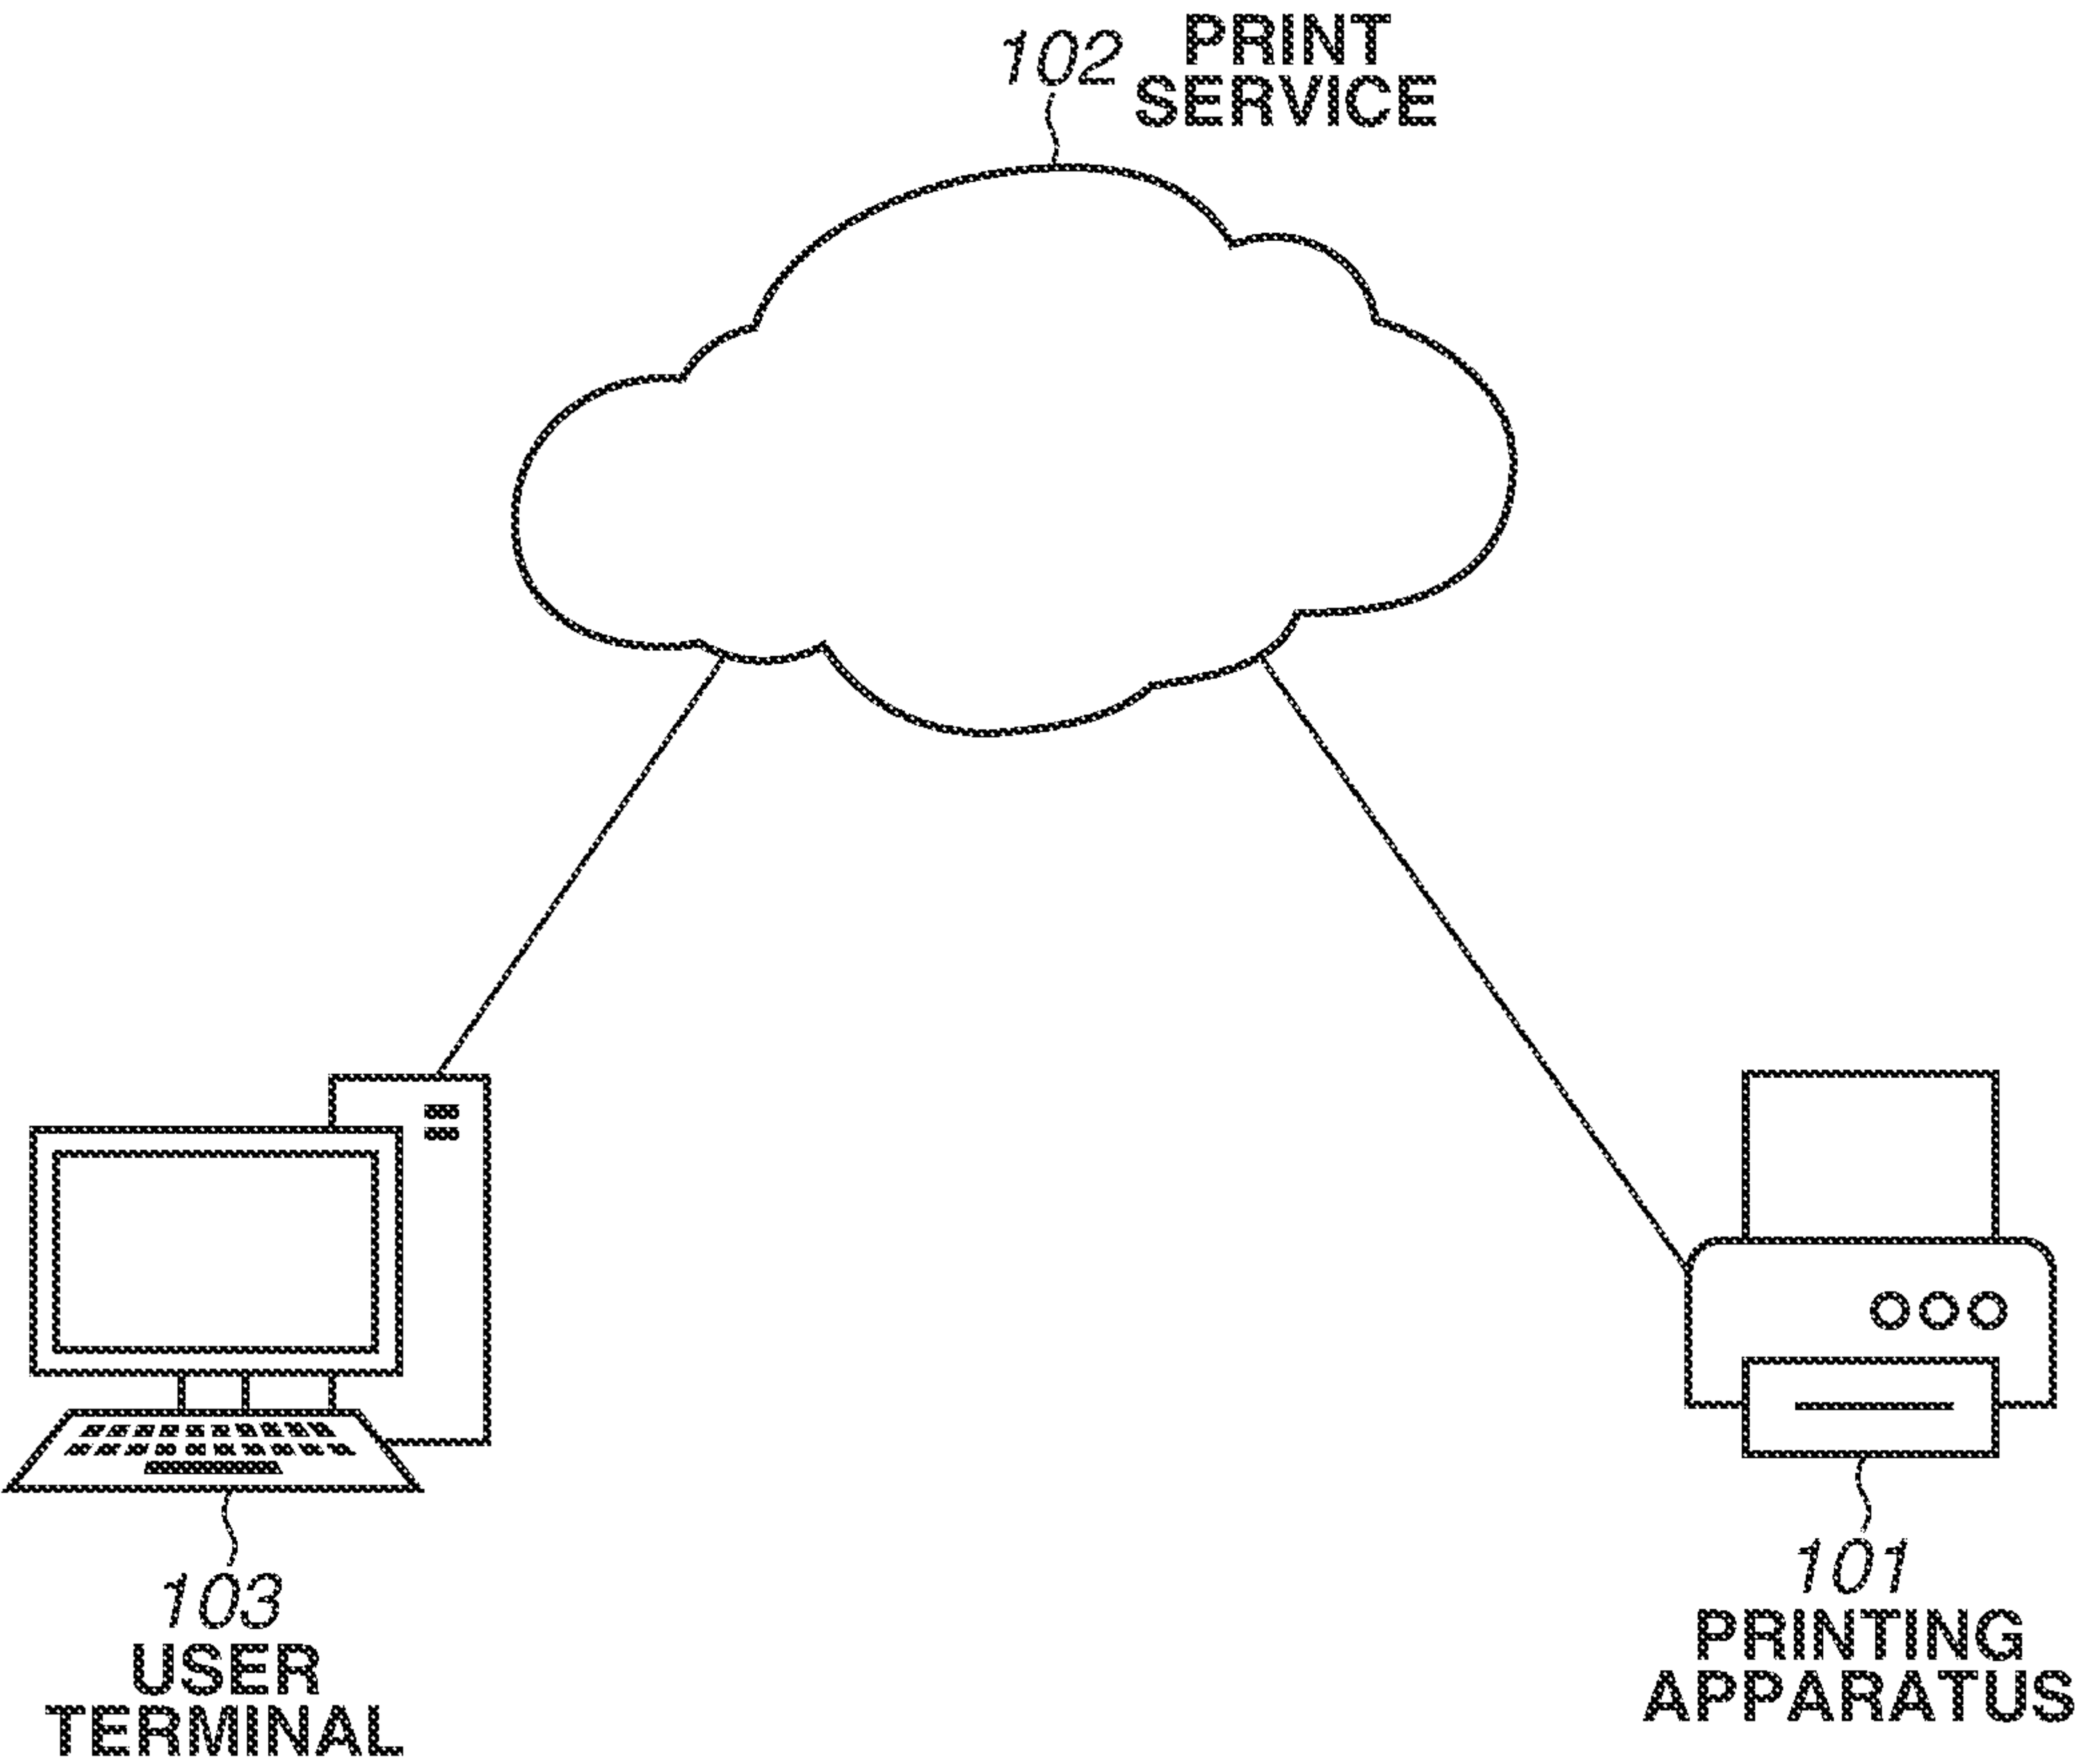 102
PRINT
SERVICE
103
USER
TERMINAL
101
PRINTING
APPARATUS